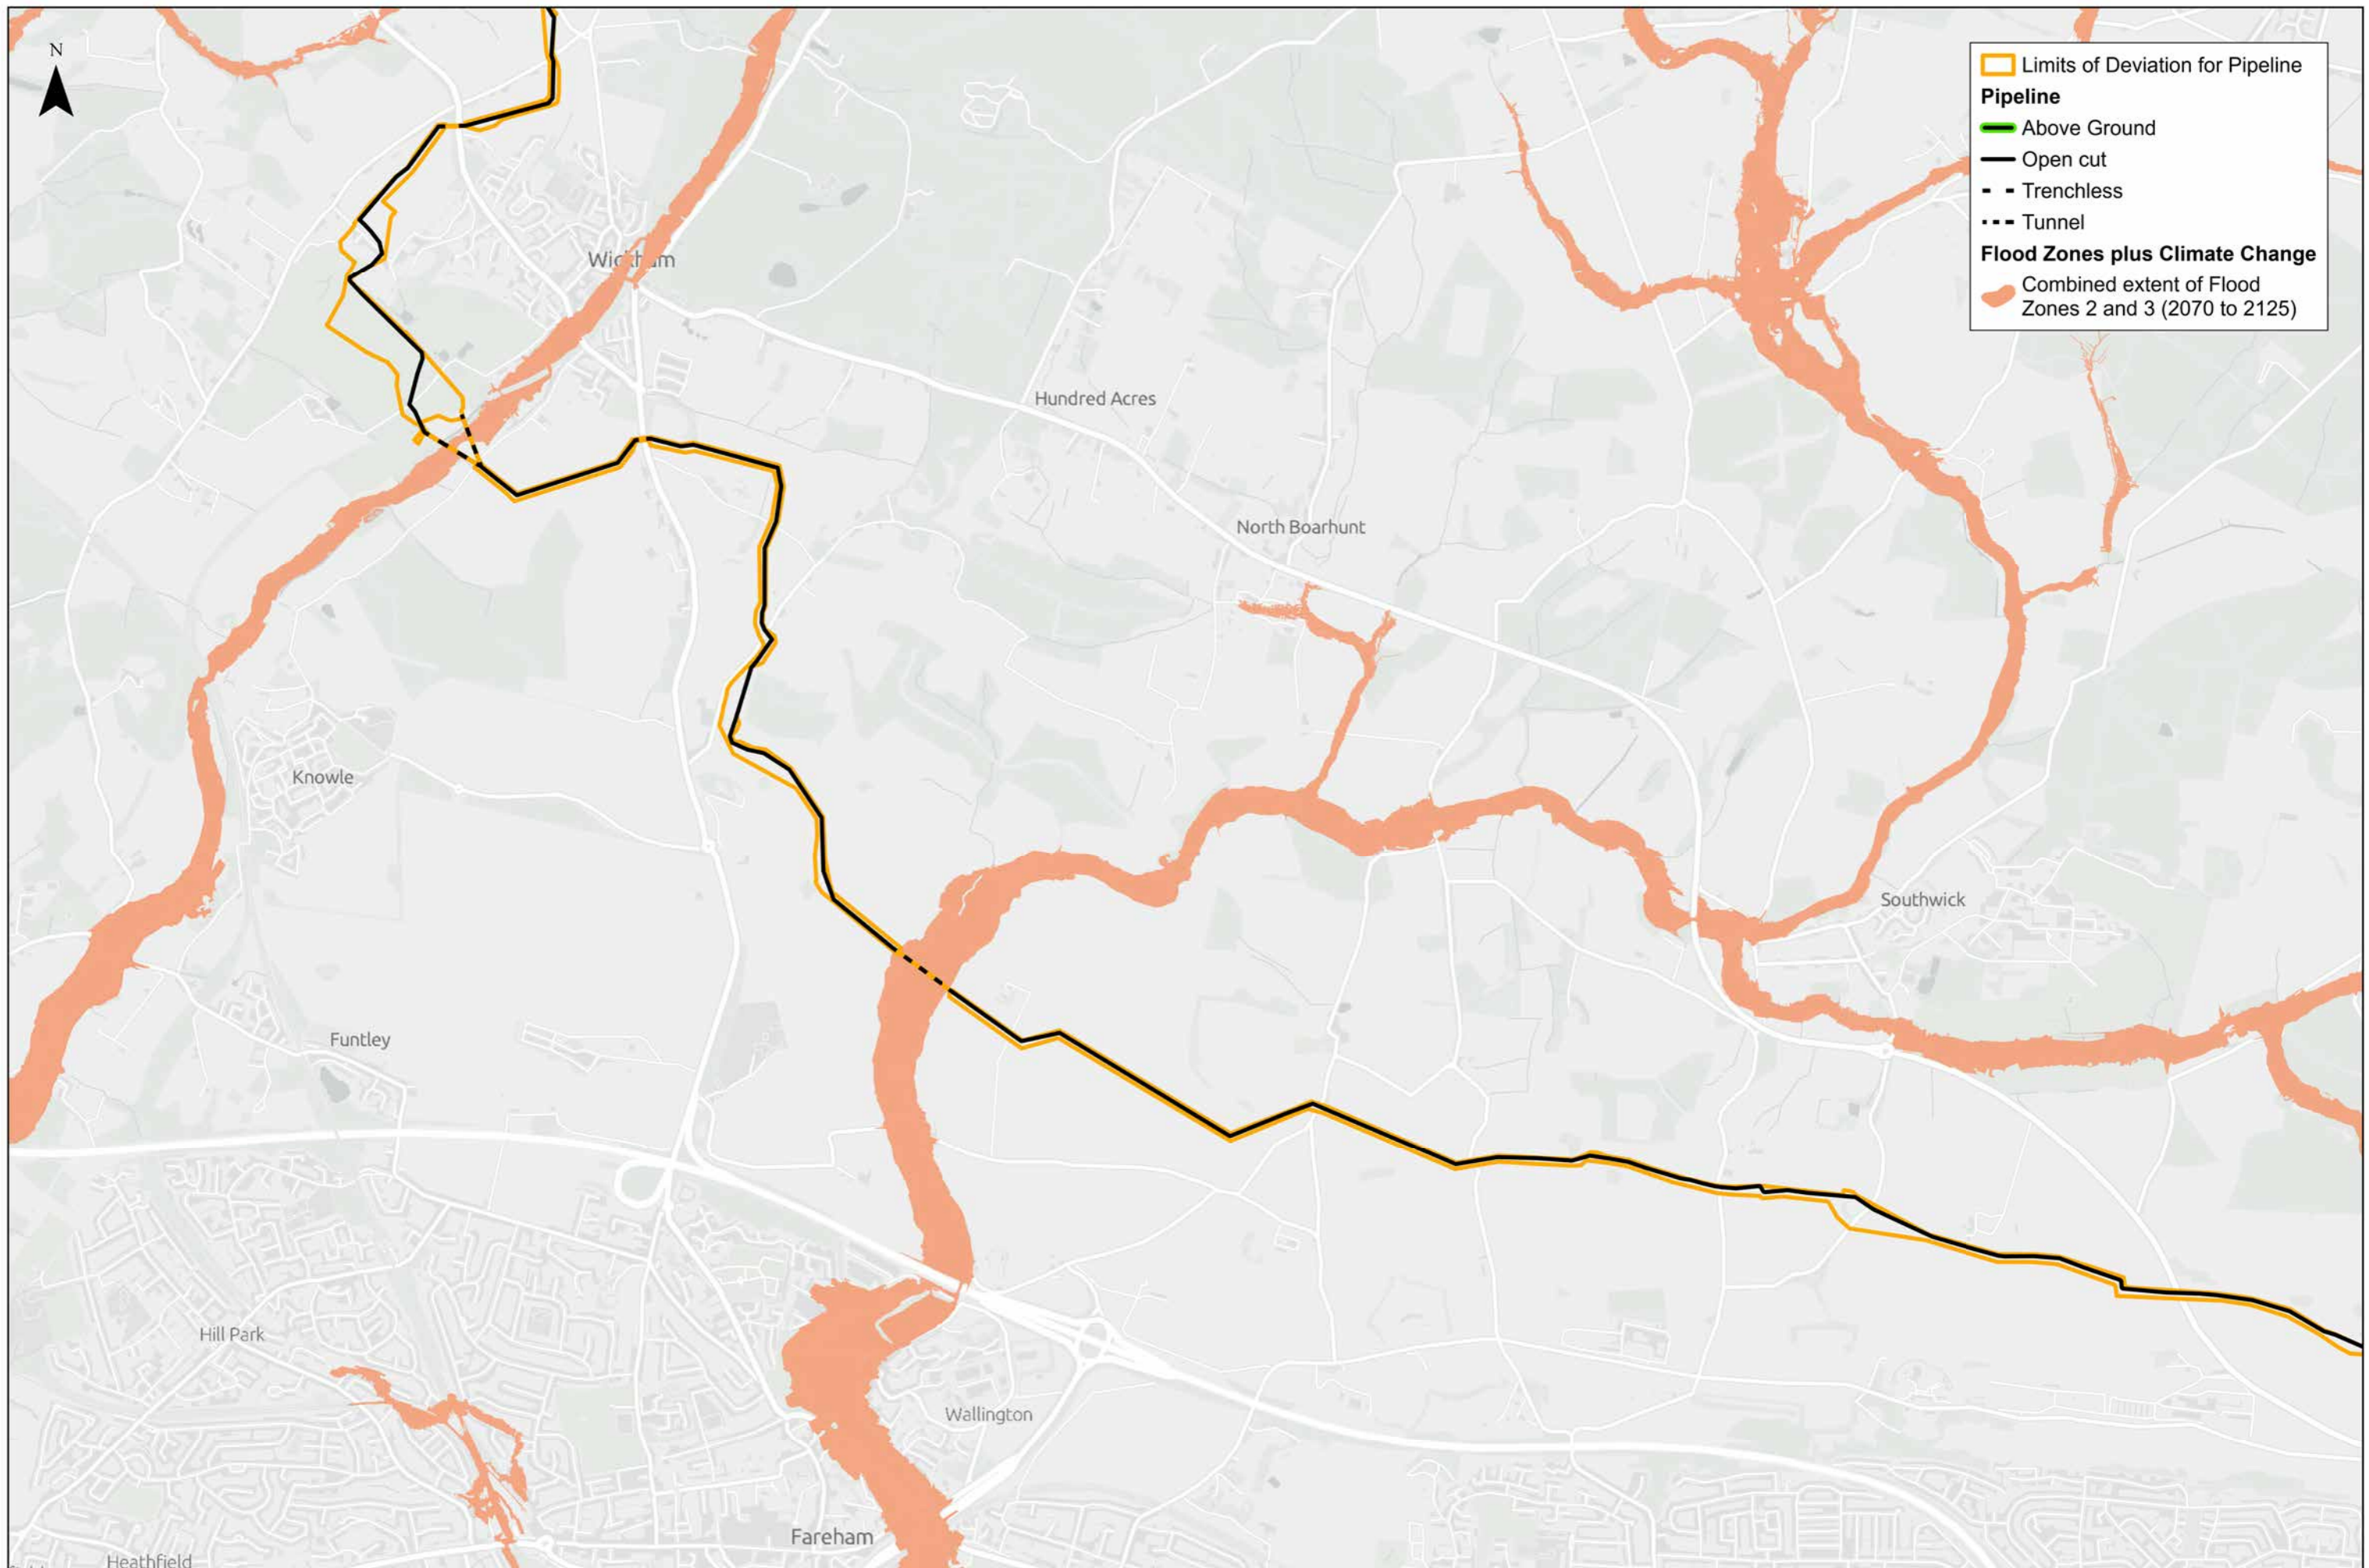 N
Limits of Deviation for Pipeline
Pipeline
Above Ground
Open cut
Trenchless
Tunnel
Flood Zones plus Climate Change
Combined extent of Flood
Zones 2 and 3 (2070 to 2125)
Wickham
Hundred Acres
North Boarhunt
Knowle
Southwick
Funtley
Hill Park
Wallington
Fareham
Heathfield